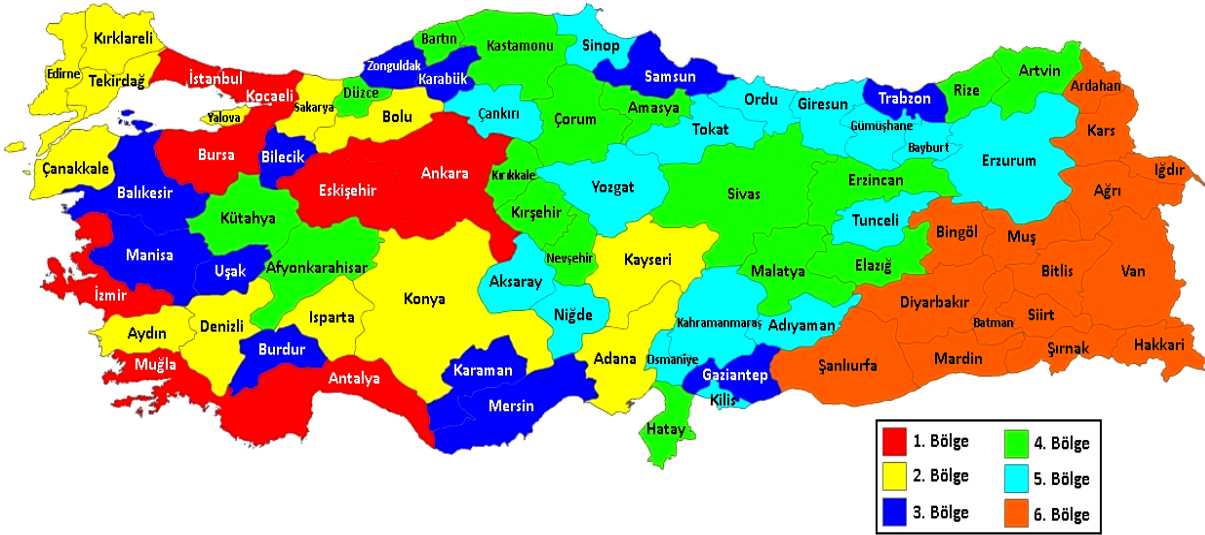 Kırklareli
Edirne
Tekirdağ
İstanbul
Kocaeli
Yalova
Sakarya
Düzce
Bolu
Zonguldak
Bartın
Karabük
Kastamonu
Sinop
Samsun
Çankırı
Çorum
Amasya
Tokat
Ordu
Giresun
Trabzon
Gümüşhane
Bayburt
Rize
Artvin
Ardahan
Kars
Iğdır
Erzurum
Ağrı
Çanakkale
Balıkesir
Bursa
Bilecik
Eskişehir
Ankara
Kırıkkale
Kırşehir
Yozgat
Sivas
Erzincan
Tunceli
Bingöl
Muş
Kütahya
Manisa
Uşak
Afyonkarahisar
Konya
Aksaray
Nevşehir
Kayseri
Malatya
Elazığ
Bitlis
Van
İzmir
Aydın
Denizli
Isparta
Niğde
Adana
Kahramanmaraş
Adıyaman
Diyarbakır
Batman
Siirt
Muğla
Burdur
Antalya
Karaman
Mersin
Osmaniye
Gaziantep
Kilis
Şanlıurfa
Mardin
Şırnak
Hakkari
Hatay
1. Bölge
2. Bölge
3. Bölge
4. Bölge
5. Bölge
6. Bölge